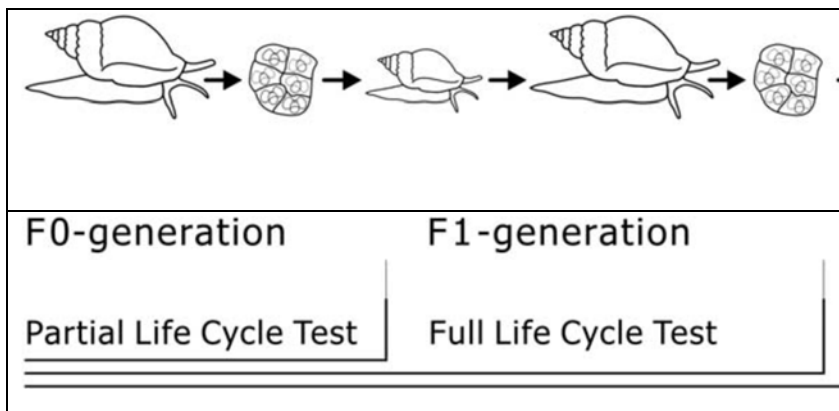 F0-generation F1-generation
Partial Life Cycle Test Full Life Cycle Test